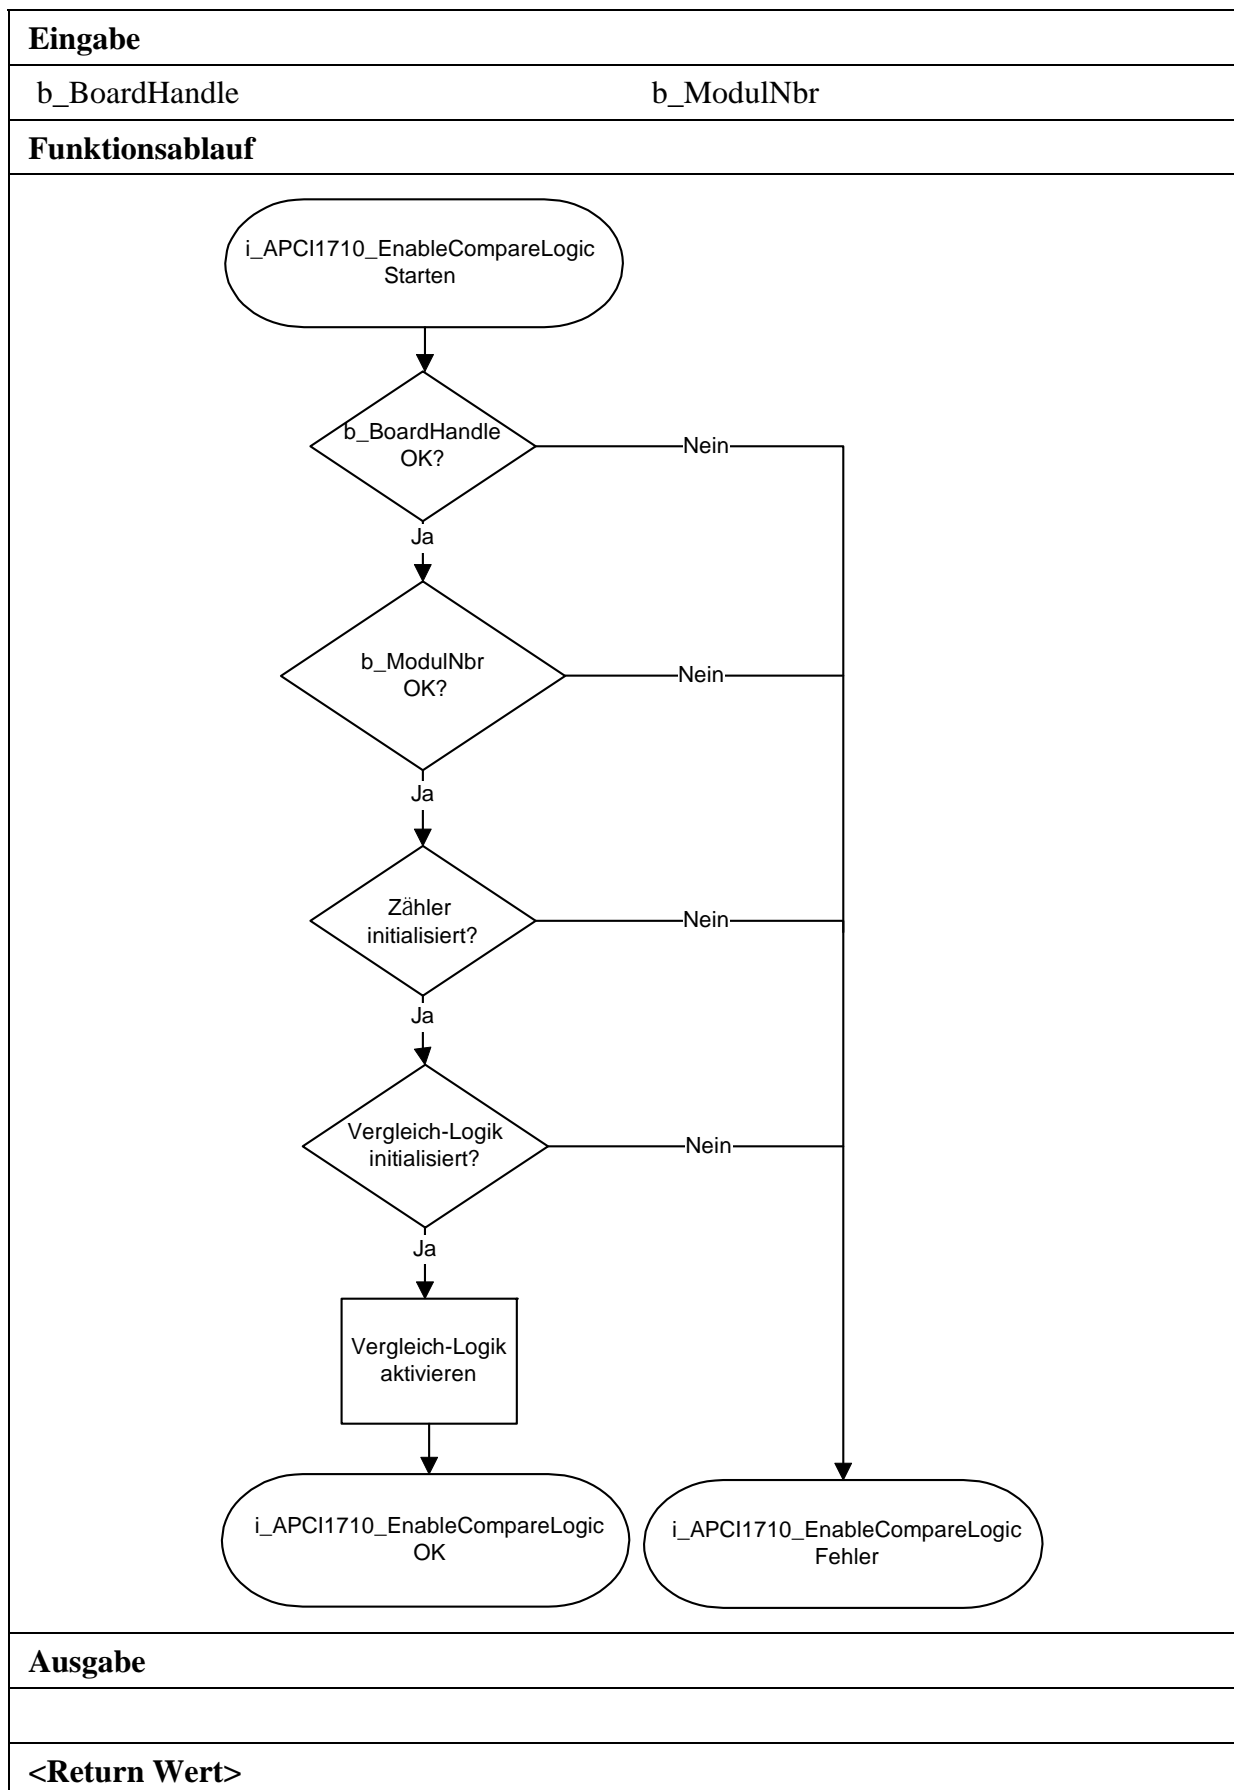 Eingabe
b_BoardHandle b_ModulNbr
Funktionsablauf
i_APCI1710_EnableCompareLogic
Starten
b_BoardHandle
OK?
Nein
Ja
b_ModulNbr
OK?
Nein
Ja
Zähler
initialisiert?
Nein
Ja
Vergleich-Logik
initialisiert?
Nein
Ja
Vergleich-Logik
aktivieren
i_APCI1710_EnableCompareLogic
OK
i_APCI1710_EnableCompareLogic
Fehler
Ausgabe
<Return Wert>